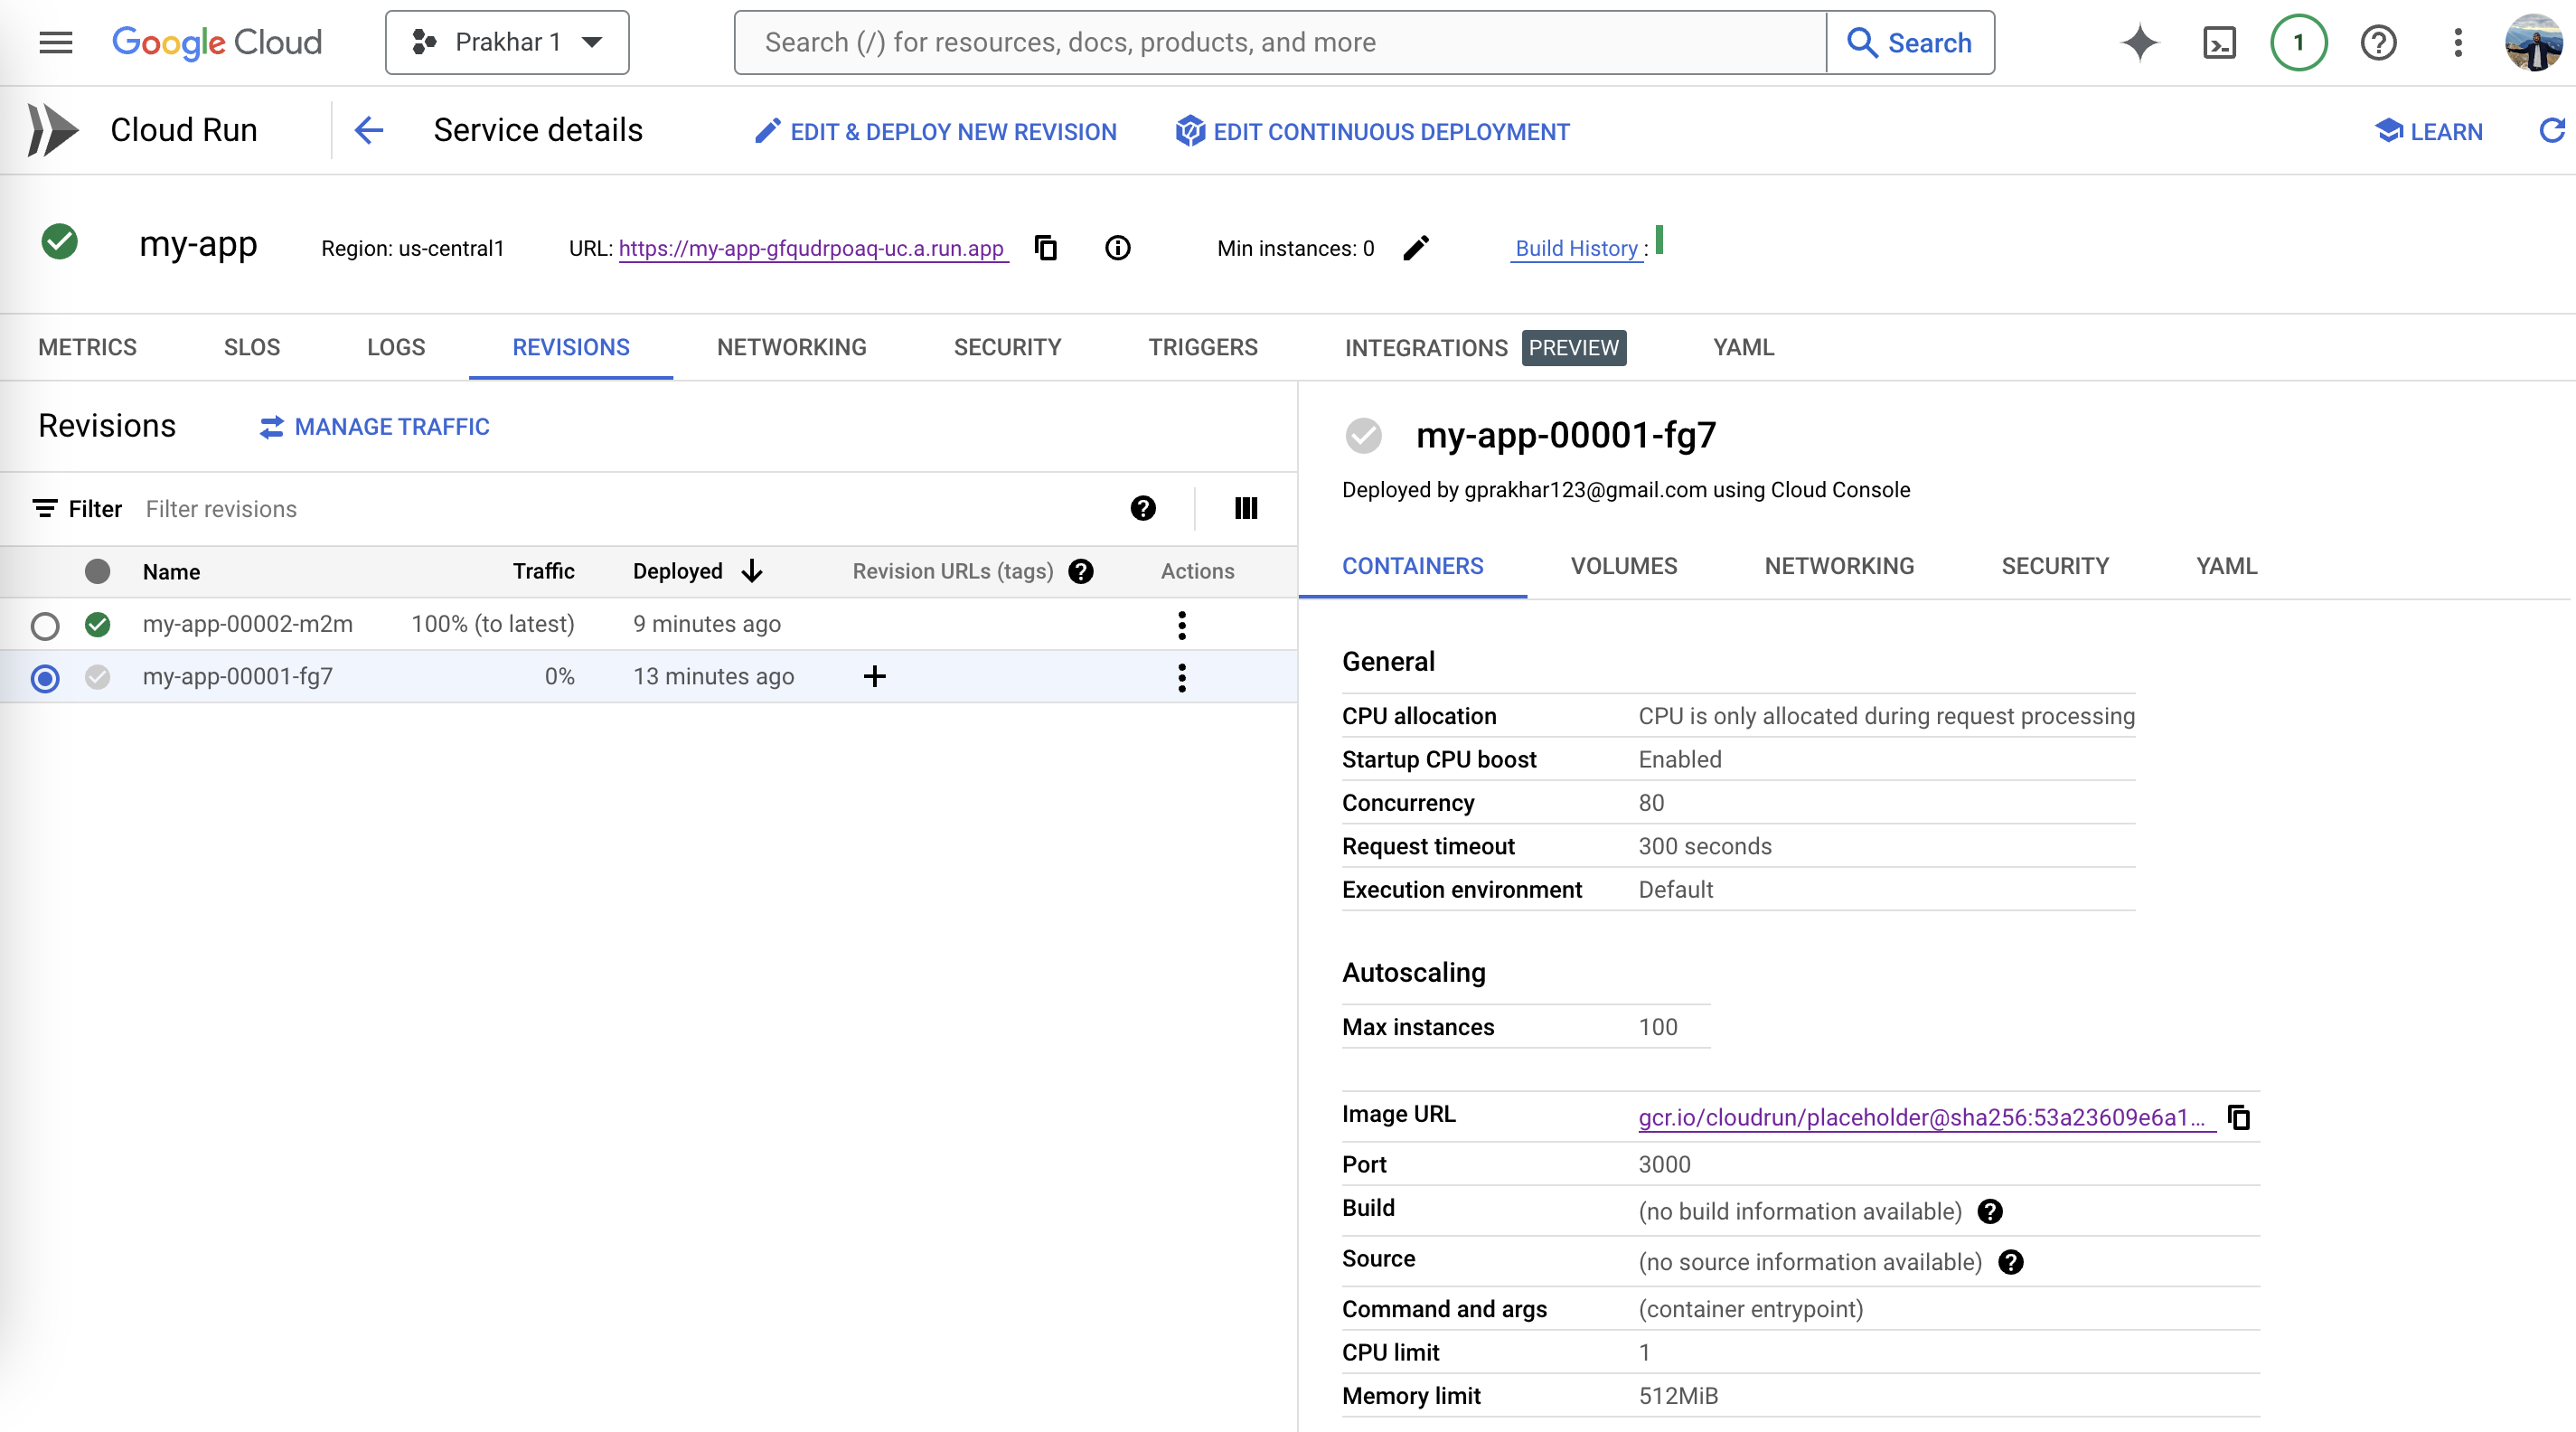 Google Cloud Prakhar 1 Search (/) for resources, docs, products, and more Search 1
Cloud Run Service details EDIT & DEPLOY NEW REVISION EDIT CONTINUOUS DEPLOYMENT LEARN
my-app Region: us-central1 URL: https://my-app-gfqudrpoaq-uc.a.run.app Min instances: 0 Build History :
METRICS SLOS LOGS REVISIONS NETWORKING SECURITY TRIGGERS INTEGRATIONS PREVIEW YAML
Revisions MANAGE TRAFFIC
Filter Filter revisions
Name Traffic Deployed Revision URLs (tags) Actions
my-app-00002-m2m 100% (to latest) 9 minutes ago
my-app-00001-fg7 0% 13 minutes ago
my-app-00001-fg7
Deployed by gprakhar123@gmail.com using Cloud Console
CONTAINERS VOLUMES NETWORKING SECURITY YAML
General
CPU allocation CPU is only allocated during request processing
Startup CPU boost Enabled
Concurrency 80
Request timeout 300 seconds
Execution environment Default
Autoscaling
Max instances 100
Image URL gcr.io/cloudrun/placeholder@sha256:53a23609e6a1...
Port 3000
Build (no build information available)
Source (no source information available)
Command and args (container entrypoint)
CPU limit 1
Memory limit 512MiB